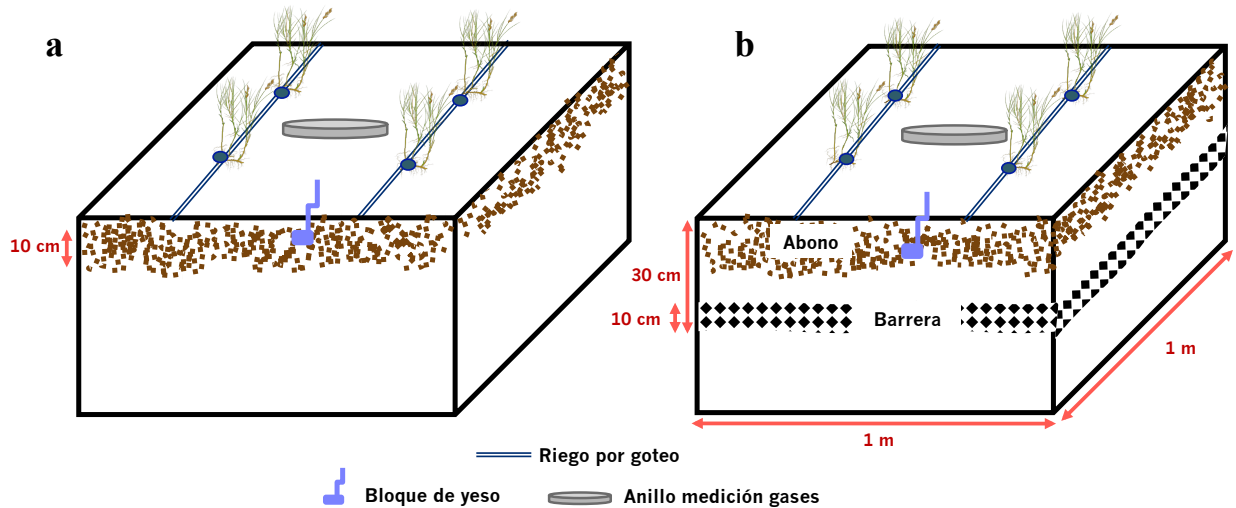 a
b
10 cm
Abono
30 cm
10 cm
Barrera
1 m
1 m
Riego por goteo
Bloque de yeso
Anillo medición gases